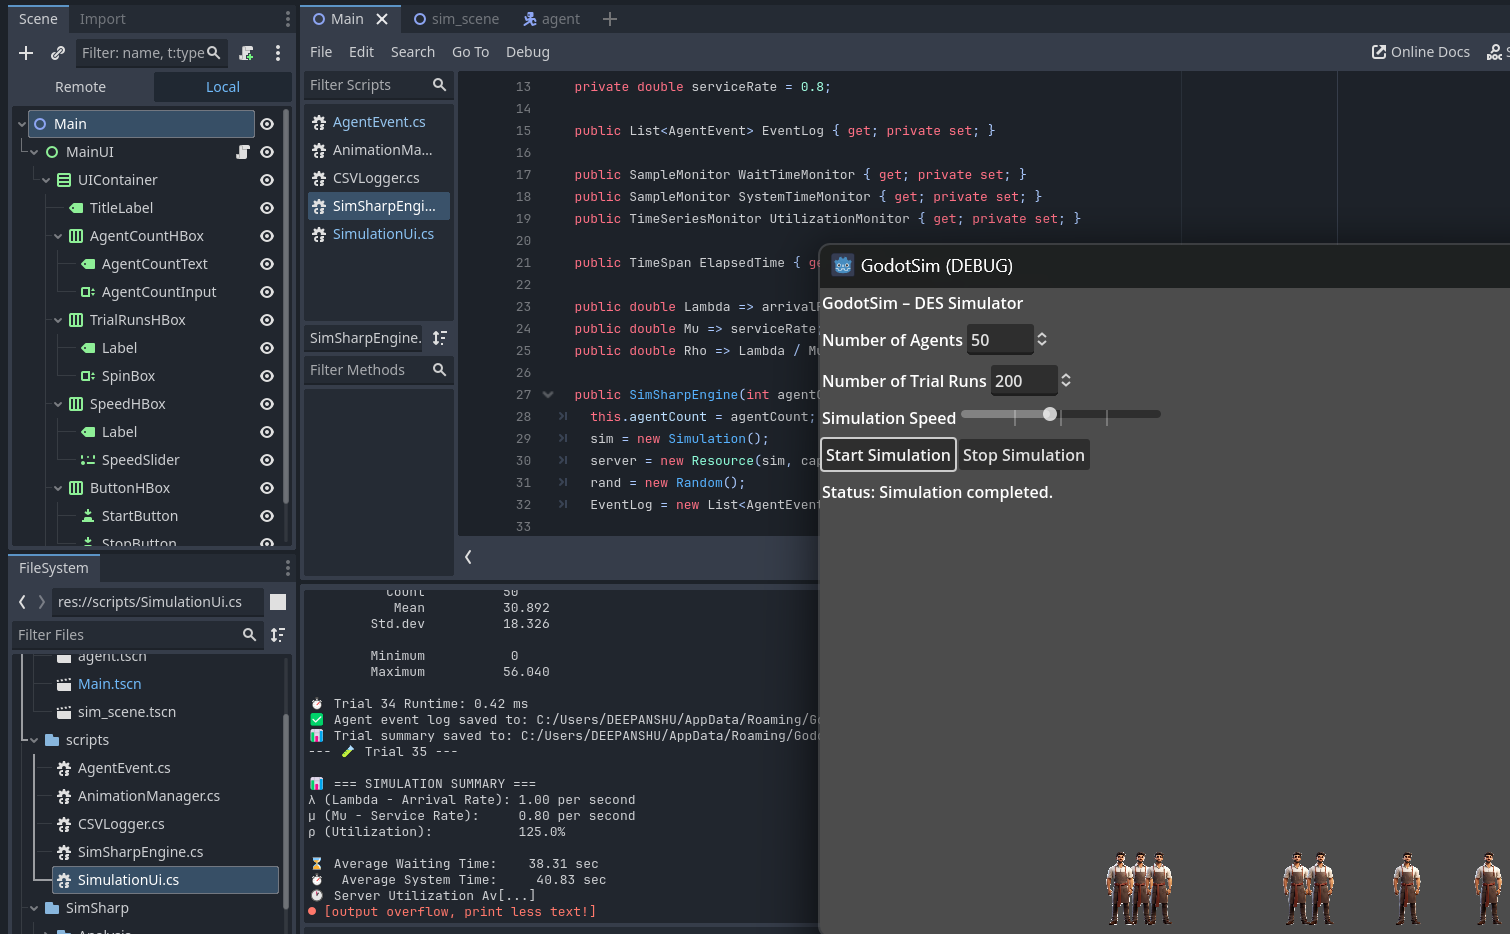 Scene
Import
Filter: name, t:type
Remote
Local
Main
MainUI
UIContainer
TitleLabel
AgentCountHBox
AgentCountText
AgentCountInput
TrialRunsHBox
Label
SpinBox
SpeedHBox
Label
SpeedSlider
ButtonHBox
StartButton
StopButton
FileSystem
res://scripts/SimulationUi.cs
Filter Files
agent.tscn
Main.tscn
sim_scene.tscn
scripts
AgentEvent.cs
AnimationManager.cs
CSVLogger.cs
SimSharpEngine.cs
SimulationUi.cs
SimSharp
Analysis
Main
sim_scene
agent
File Edit Search Go To Debug
Online Docs
Filter Scripts
AgentEvent.cs
AnimationMa...
CSVLogger.cs
SimSharpEngi...
SimulationUi.cs
SimSharpEngine.
Filter Methods
13 private double serviceRate = 0.8;
14
15 public List<AgentEvent> EventLog { get; private set; }
16
17 public SampleMonitor WaitTimeMonitor { get; private set; }
18 public SampleMonitor SystemTimeMonitor { get; private set; }
19 public TimeSeriesMonitor UtilizationMonitor { get; private set; }
20
21 public TimeSpan ElapsedTime { ge
22
23 public double Lambda => arrivalR
24 public double Mu => serviceRate;
25 public double Rho => Lambda / Mu
26
27 public SimSharpEngine(int agentC
28 this.agentCount = agentCount;
29 sim = new Simulation();
30 server = new Resource(sim, cap
31 rand = new Random();
32 EventLog = new List<AgentEvent
33
Count 50
Mean 30.892
Std.dev 18.326
Minimum 0
Maximum 56.040
Trial 34 Runtime: 0.42 ms
Agent event log saved to: C:/Users/DEEPANSHU/AppData/Roaming/G
Trial summary saved to: C:/Users/DEEPANSHU/AppData/Roaming/God
--- Trial 35 ---
=== SIMULATION SUMMARY ===
λ (Lambda - Arrival Rate): 1.00 per second
μ (Mu - Service Rate): 0.80 per second
ρ (Utilization): 125.0%
Average Waiting Time: 38.31 sec
Average System Time: 40.83 sec
Server Utilization Av[...]
[output overflow, print less text!]
GodotSim (DEBUG)
GodotSim – DES Simulator
Number of Agents 50
Number of Trial Runs 200
Simulation Speed
Start Simulation Stop Simulation
Status: Simulation completed.